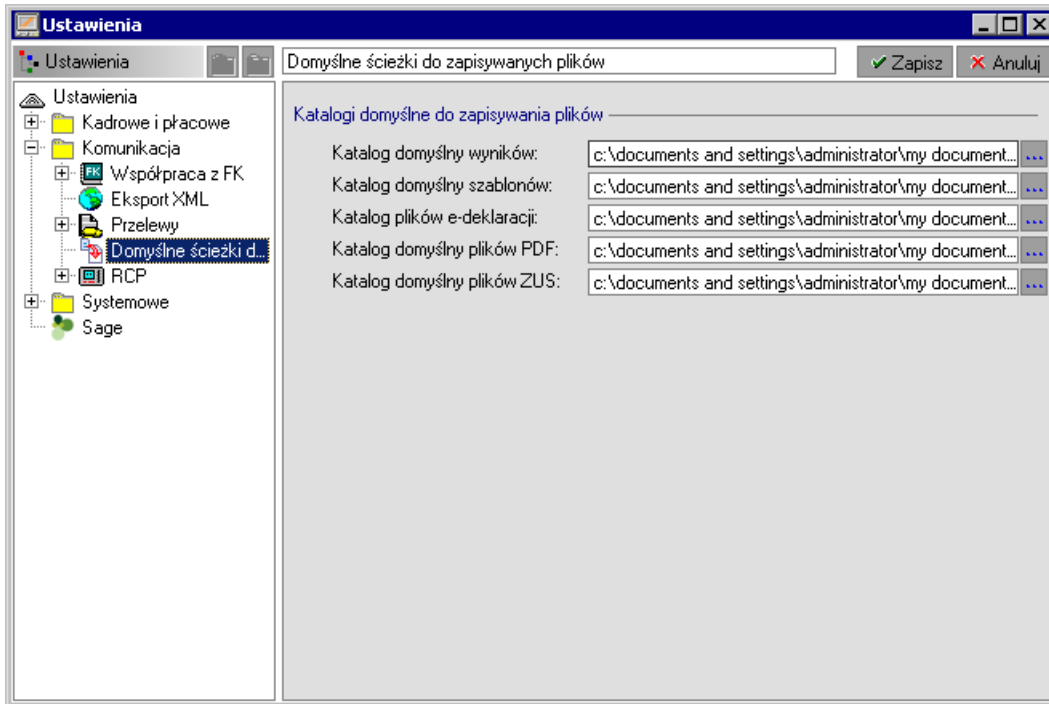 Ustawienia
Ustawienia
Domyślne ścieżki do zapisywanych plików
Zapisz
Anuluj
Ustawienia
Kadrowe i płacowe
Komunikacja
FK Współpraca z FK
Eksport XML
Przelewy
Domyślne ścieżki d...
RCP
Systemowe
Sage
Katalogi domyślne do zapisywania plików
Katalog domyślny wyników: c:\documents and settings\administrator\my document... ...
Katalog domyślny szablonów: c:\documents and settings\administrator\my document... ...
Katalog plików e-deklaracji: c:\documents and settings\administrator\my document... ...
Katalog domyślny plików PDF: c:\documents and settings\administrator\my document... ...
Katalog domyślny plików ZUS: c:\documents and settings\administrator\my document... ...